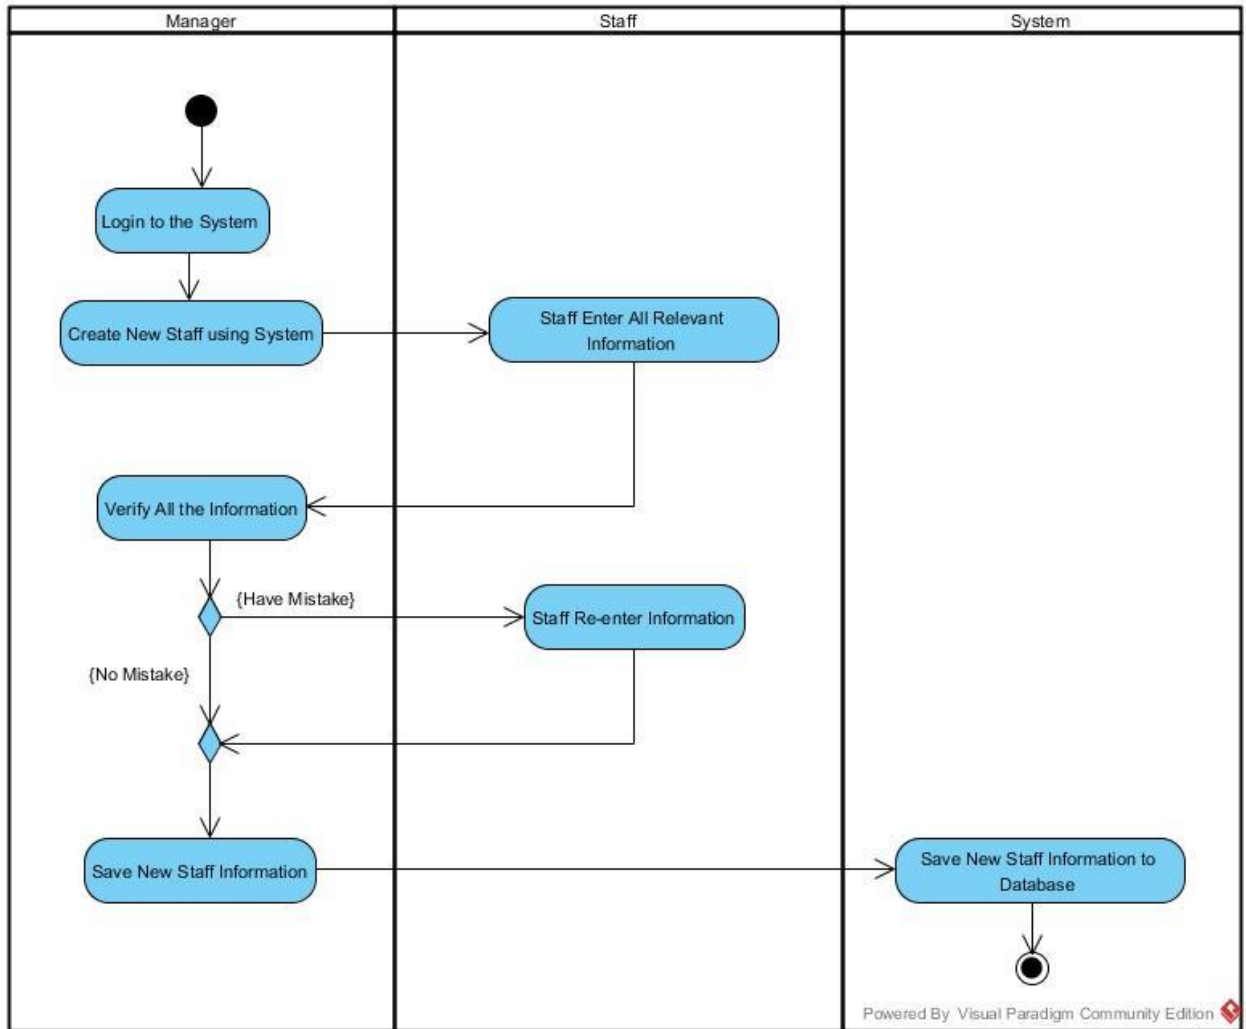 Manager
Staff
System
Login to the System
Create New Staff using System
Staff Enter All Relevant
Information
Verify All the Information
{Have Mistake}
Staff Re-enter Information
{No Mistake}
Save New Staff Information
Save New Staff Information to
Database
Powered By Visual Paradigm Community Edition